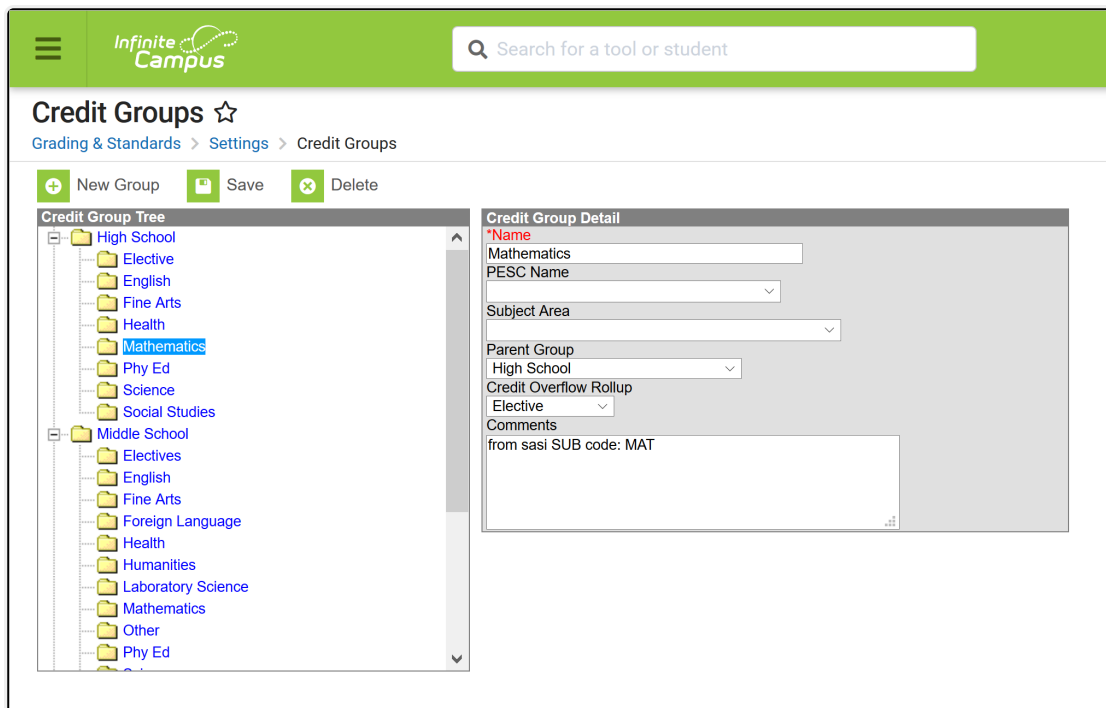 Infinite
Campus
Search for a tool or student
Credit Groups
Grading & Standards > Settings > Credit Groups
New Group Save Delete
Credit Group Tree
High School
Elective
English
Fine Arts
Health
Mathematics
Phy Ed
Science
Social Studies
Middle School
Electives
English
Fine Arts
Foreign Language
Health
Humanities
Laboratory Science
Mathematics
Other
Phy Ed
Credit Group Detail
*Name
Mathematics
PESC Name
Subject Area
Parent Group
High School
Credit Overflow Rollup
Elective
Comments
from sasi SUB code: MAT